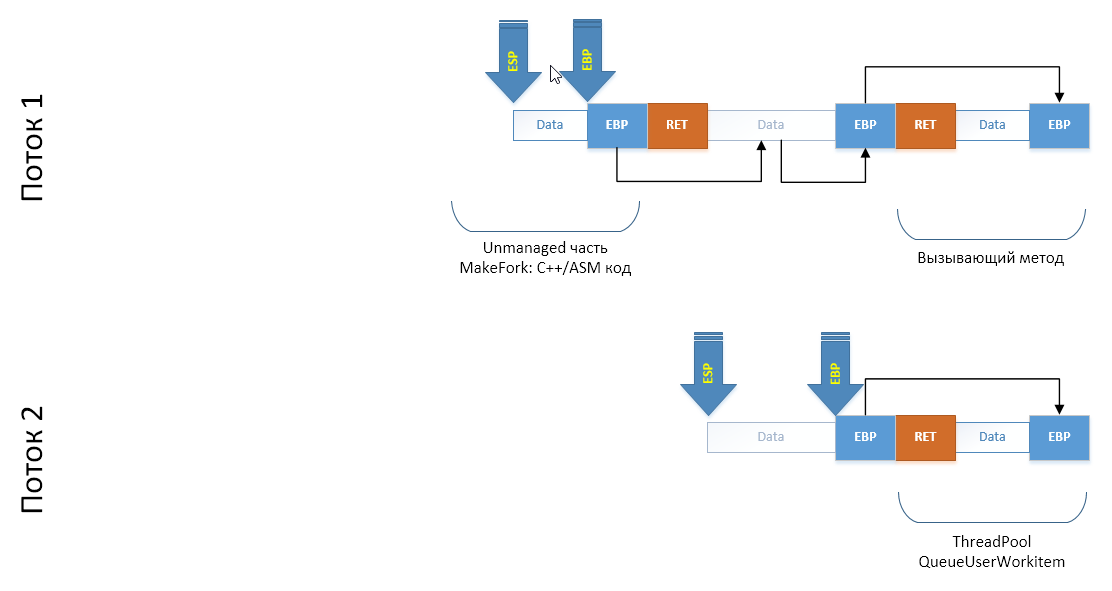 Поток 1
ESP
EBP
Data
EBP
RET
Data
EBP
RET
Data
EBP
Unmanaged часть
MakeFork: C++/ASM код
Вызывающий метод
Поток 2
ESP
EBP
Data
EBP
RET
Data
EBP
ThreadPool
QueueUserWorkitem